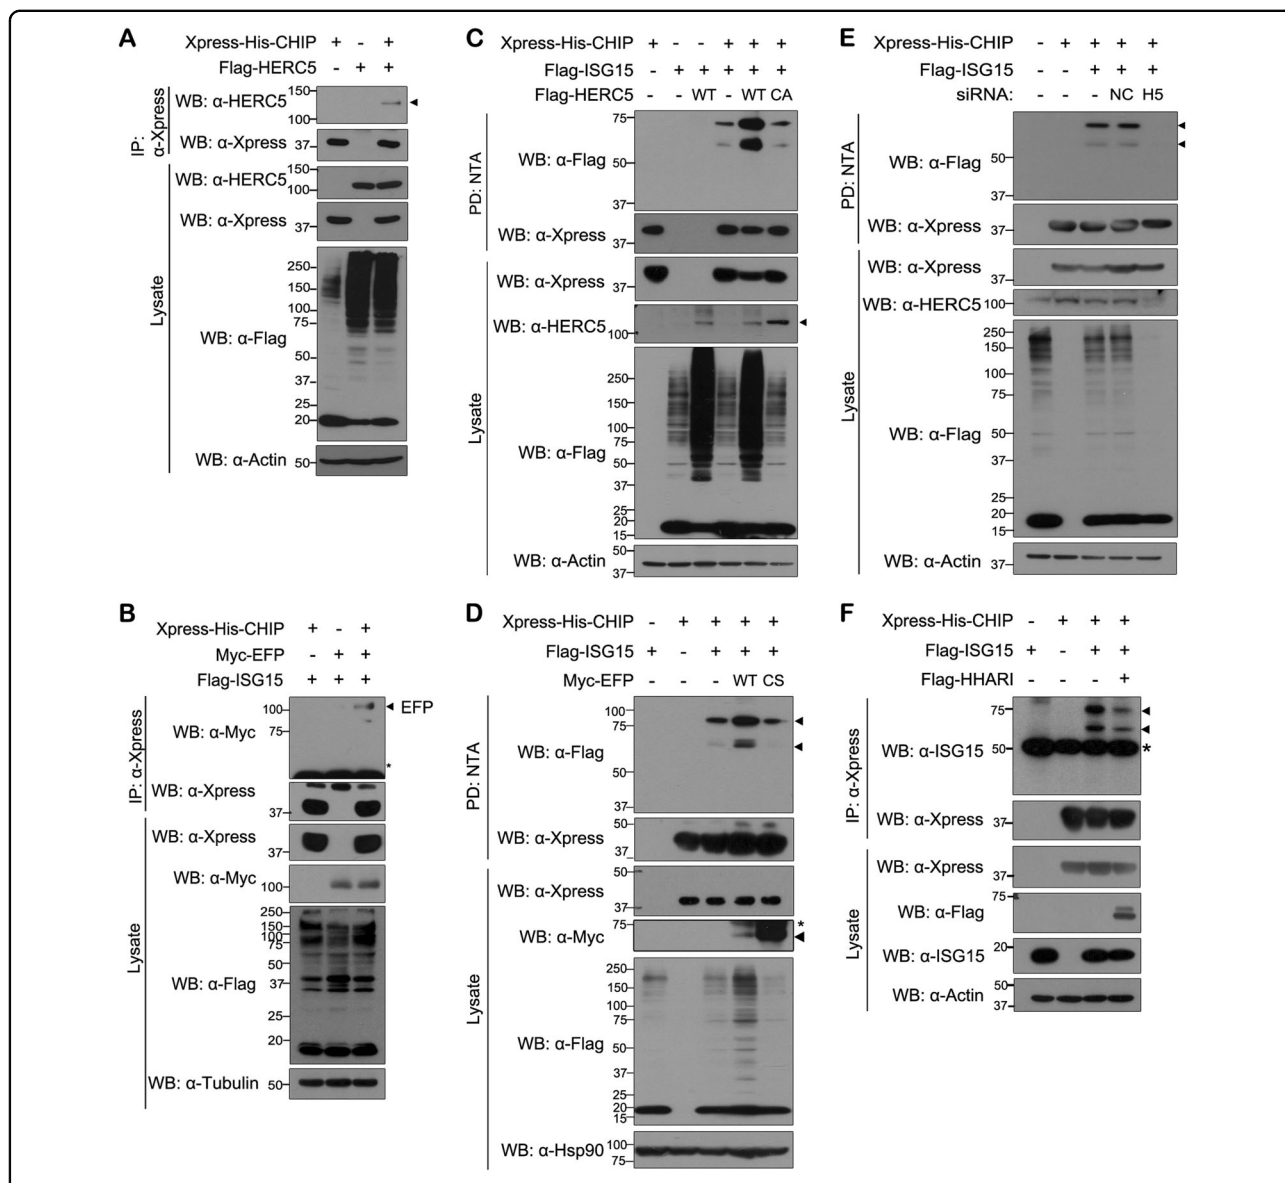 A
Xpress-His-CHIP + - +
Flag-HERC5 - + +
IP: α-Xpress
WB: α-HERC5 150 100
WB: α-Xpress 37
Lysate
WB: α-HERC5 150 100
WB: α-Xpress 37
WB: α-Flag 250 150 100 75 50 37 25 20
WB: α-Actin 50
B
Xpress-His-CHIP + - +
Myc-EFP - + +
Flag-ISG15 + + +
IP: α-Xpress
WB: α-Myc 100 75 EFP *
WB: α-Xpress 37
Lysate
WB: α-Xpress 37
WB: α-Myc 100
WB: α-Flag 250 150 100 75 50 37 25 20
WB: α-Tubulin 50
C
Xpress-His-CHIP + - - + + +
Flag-ISG15 - + + + + +
Flag-HERC5 - - WT - WT CA
PD: NTA
WB: α-Flag 75 50 37
WB: α-Xpress 37
Lysate
WB: α-Xpress 37
WB: α-HERC5 100
WB: α-Flag 250 150 100 75 50 37 25 20 15
WB: α-Actin 50 37
D
Xpress-His-CHIP - + + + +
Flag-ISG15 + - + + +
Myc-EFP - - - WT CS
PD: NTA
WB: α-Flag 100 75 50 37
WB: α-Xpress 50 37
Lysate
WB: α-Xpress 50 37
WB: α-Myc 75 *
WB: α-Flag 250 150 100 75 50 37 25 20 15
WB: α-Hsp90 100 75
E
Xpress-His-CHIP - + + + +
Flag-ISG15 + - + + +
siRNA: - - - NC H5
PD: NTA
WB: α-Flag 50 37
WB: α-Xpress 37
Lysate
WB: α-Xpress 37
WB: α-HERC5 100
WB: α-Flag 250 150 100 75 50 37 25 20 15
WB: α-Actin 37
F
Xpress-His-CHIP - + + +
Flag-ISG15 + - + +
Flag-HHARI - - - +
IP: α-Xpress
WB: α-ISG15 75 50 *
WB: α-Xpress 37
Lysate
WB: α-Xpress 37
WB: α-Flag 75 50
WB: α-ISG15 20
WB: α-Actin 50 37